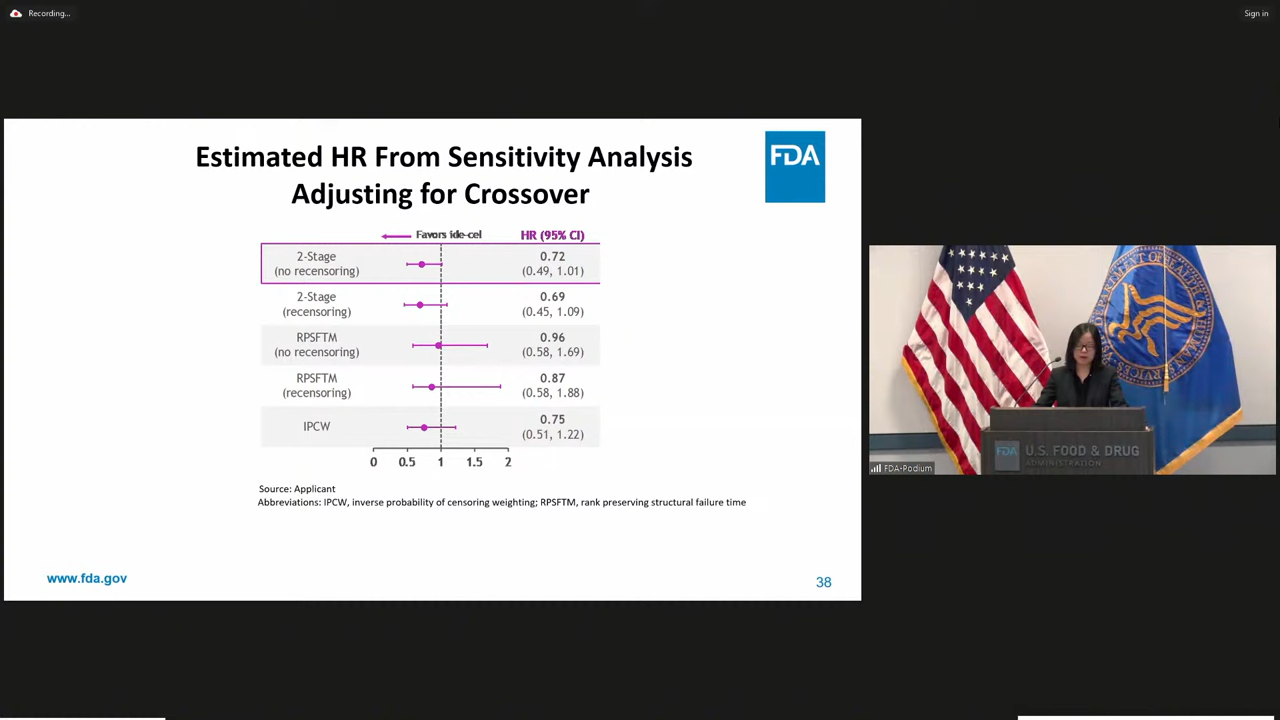 Recording...
Sign in
Estimated HR From Sensitivity Analysis
Adjusting for Crossover
FDA
Favors ide-cel
HR (95% CI)
2-Stage
(no recensoring)
0.72
(0.49, 1.01)
2-Stage
(recensoring)
0.69
(0.45, 1.09)
RPSFTM
(no recensoring)
0.96
(0.58, 1.69)
RPSFTM
(recensoring)
0.87
(0.58, 1.88)
IPCW
0.75
(0.51, 1.22)
0 0.5 1 1.5 2
Source: Applicant
Abbreviations: IPCW, inverse probability of censoring weighting; RPSFTM, rank preserving structural failure time
www.fda.gov
38
FDA
U.S. FOOD & DRUG
ADMINISTRATION
FDA-Podium